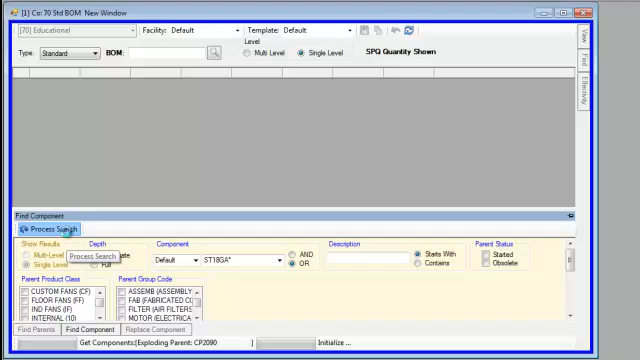 [1] Co: 70 Std BOM  New Window
[70] Educational Facility: Default Template: Default
Type: Standard BOM: Level Multi Level Single Level SPQ Quantity Shown
View
Find
Effectivity
Find Component
Process Search
Show Results Depth Component Description Parent Status
Multi-Level Default ST18GA* AND Starts With Started
Single Level Full OR Contains Obsolete
Process Search
Parent Product Class Parent Group Code
CUSTOM FANS (CF) ASSEMB (ASSEMBLY
FLOOR FANS (FF) FAB (FABRICATED
IND FANS (IF) FILTER (AIR FILTERS)
INTERNAL (10) MOTOR (ELECTRICA
Find Parents Find Component Replace Component
Get Components:[Exploding Parent: CP2090 ] Initialize ...